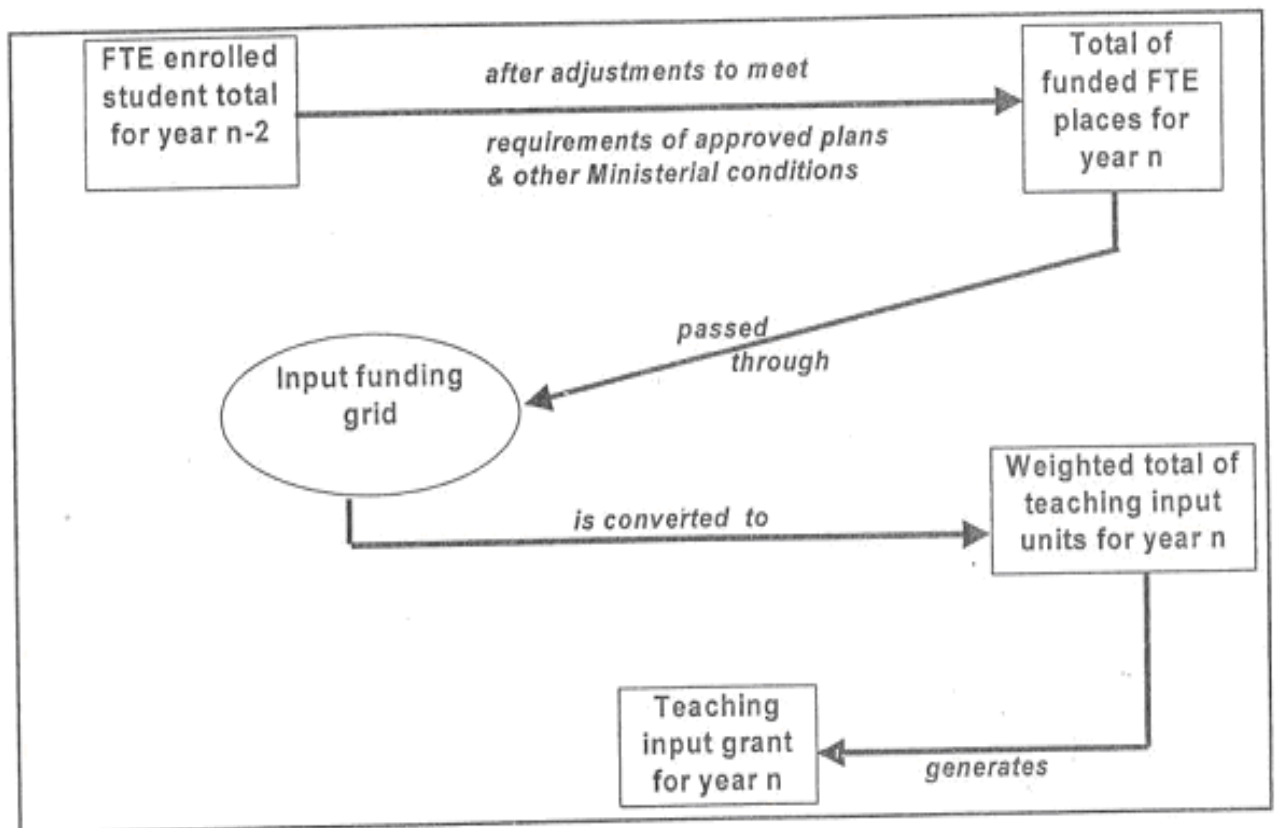 FTE enrolled
student total
for year n-2
after adjustments to meet
requirements of approved plans
& other Ministerial conditions
Total of
funded FTE
places for
year n
passed
through
Input funding
grid
is converted to
Weighted total of
teaching input
units for year n
generates
Teaching
input grant
for year n